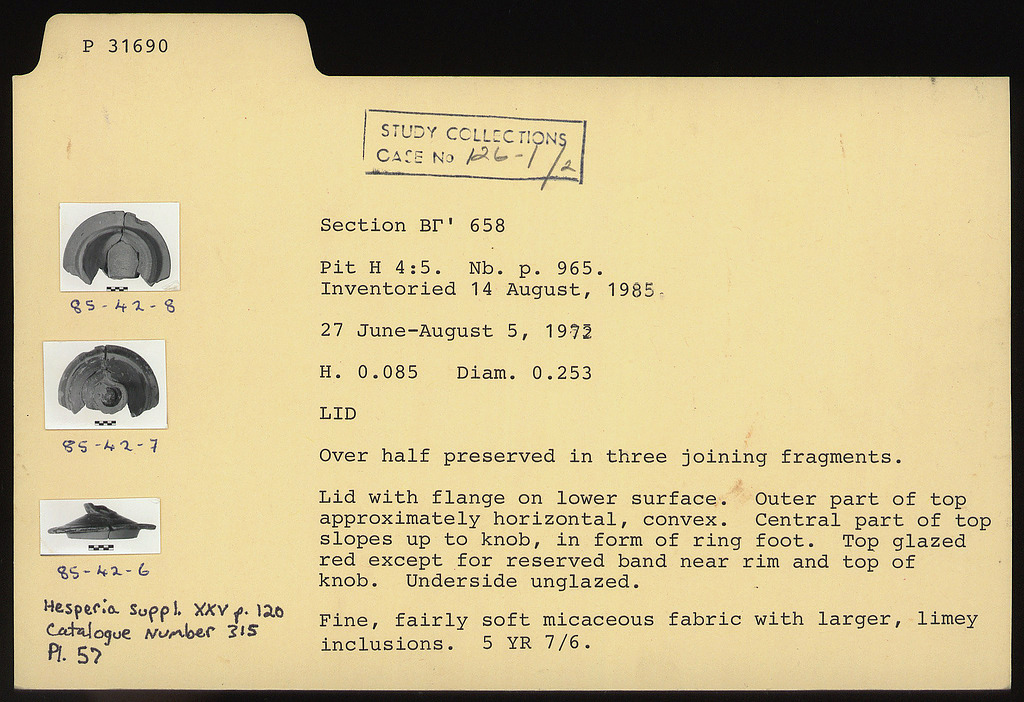 P 31690
STUDY COLLECTIONS
CASE No 126-1/2
Section ΒΓ' 658
Pit H 4:5. Nb. p. 965.
Inventoried 14 August, 1985.
27 June-August 5, 1972
H. 0.085 Diam. 0.253
LID
Over half preserved in three joining fragments.
Lid with flange on lower surface. Outer part of top
approximately horizontal, convex. Central part of top
slopes up to knob, in form of ring foot. Top glazed
red except for reserved band near rim and top of
knob. Underside unglazed.
Fine, fairly soft micaceous fabric with larger, limey
inclusions. 5 YR 7/6.
85-42-8
85-42-7
85-42-6
Hesperia suppl. XXV p. 120
Catalogue Number 315
Pl. 57